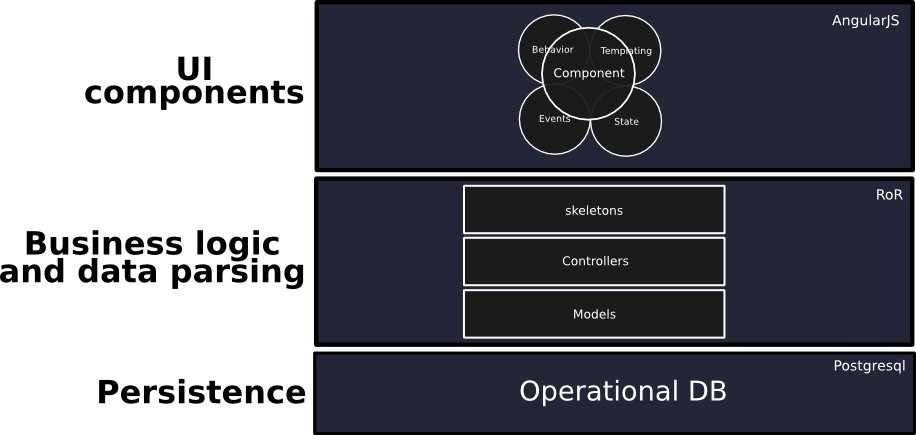 UI
components
AngularJS
Behavior
Templating
Component
Events
State
Business logic
and data parsing
RoR
skeletons
Controllers
Models
Persistence
Postgresql
Operational DB